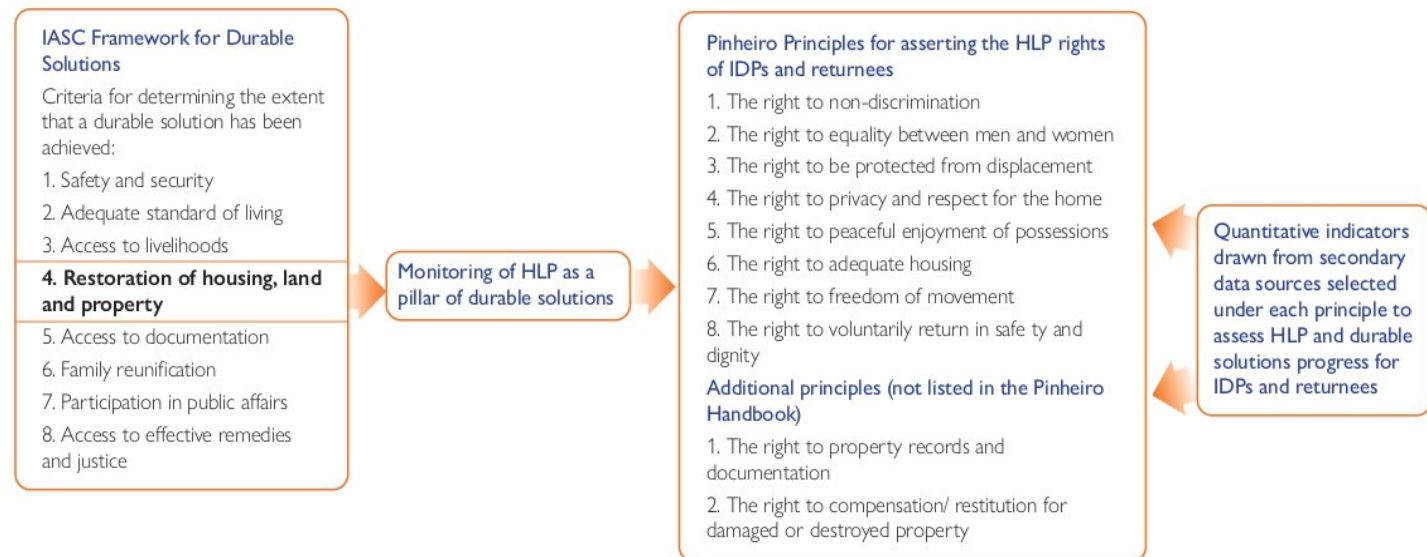 IASC Framework for Durable
Solutions
Criteria for determining the extent
that a durable solution has been
achieved:
1. Safety and security
2. Adequate standard of living
3. Access to livelihoods
4. Restoration of housing, land
and property
5. Access to documentation
6. Family reunification
7. Participation in public affairs
8. Access to effective remedies
and justice
Monitoring of HLP as a
pillar of durable solutions
Pinheiro Principles for asserting the HLP rights
of IDPs and returnees
1. The right to non-discrimination
2. The right to equality between men and women
3. The right to be protected from displacement
4. The right to privacy and respect for the home
5. The right to peaceful enjoyment of possessions
6. The right to adequate housing
7. The right to freedom of movement
8. The right to voluntarily return in safe ty and
dignity
Additional principles (not listed in the Pinheiro
Handbook)
1. The right to property records and
documentation
2. The right to compensation/ restitution for
damaged or destroyed property
Quantitative indicators
drawn from secondary
data sources selected
under each principle to
assess HLP and durable
solutions progress for
IDPs and returnees